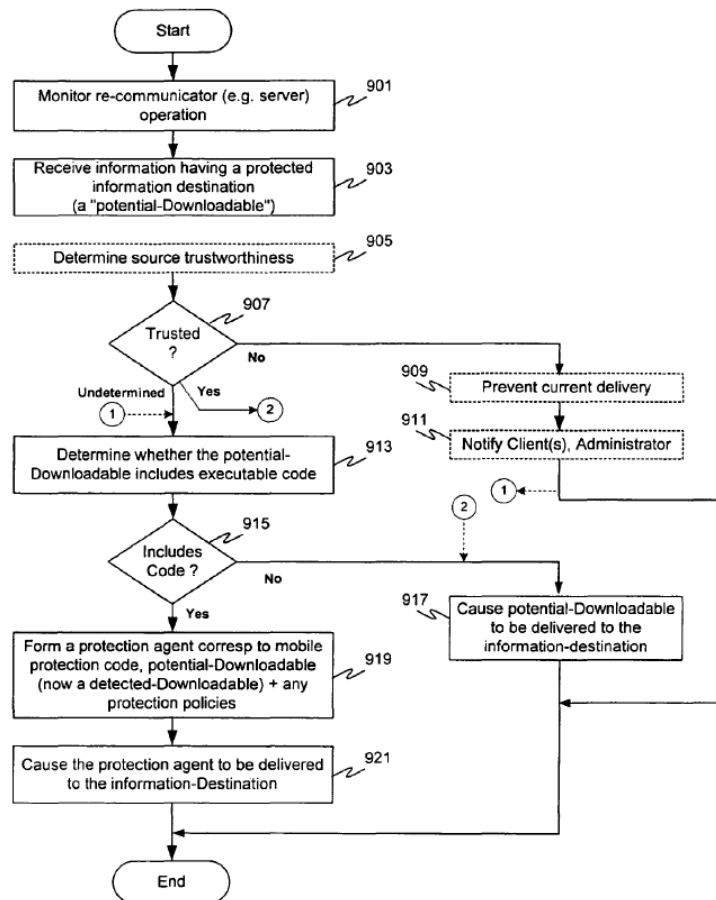 Start
901
Monitor re-communicator (e.g. server)
operation
903
Receive information having a protected
information destination
(a "potential-Downloadable")
905
Determine source trustworthiness
907
Trusted
?
No
Undetermined
Yes
1
2
909
Prevent current delivery
911
Notify Client(s), Administrator
1
913
Determine whether the potential-
Downloadable includes executable code
2
915
Includes
Code ?
No
Yes
917
Cause potential-Downloadable
to be delivered to the
information-destination
919
Form a protection agent corresp to mobile
protection code, potential-Downloadable
(now a detected-Downloadable) + any
protection policies
921
Cause the protection agent to be delivered
to the information-Destination
End